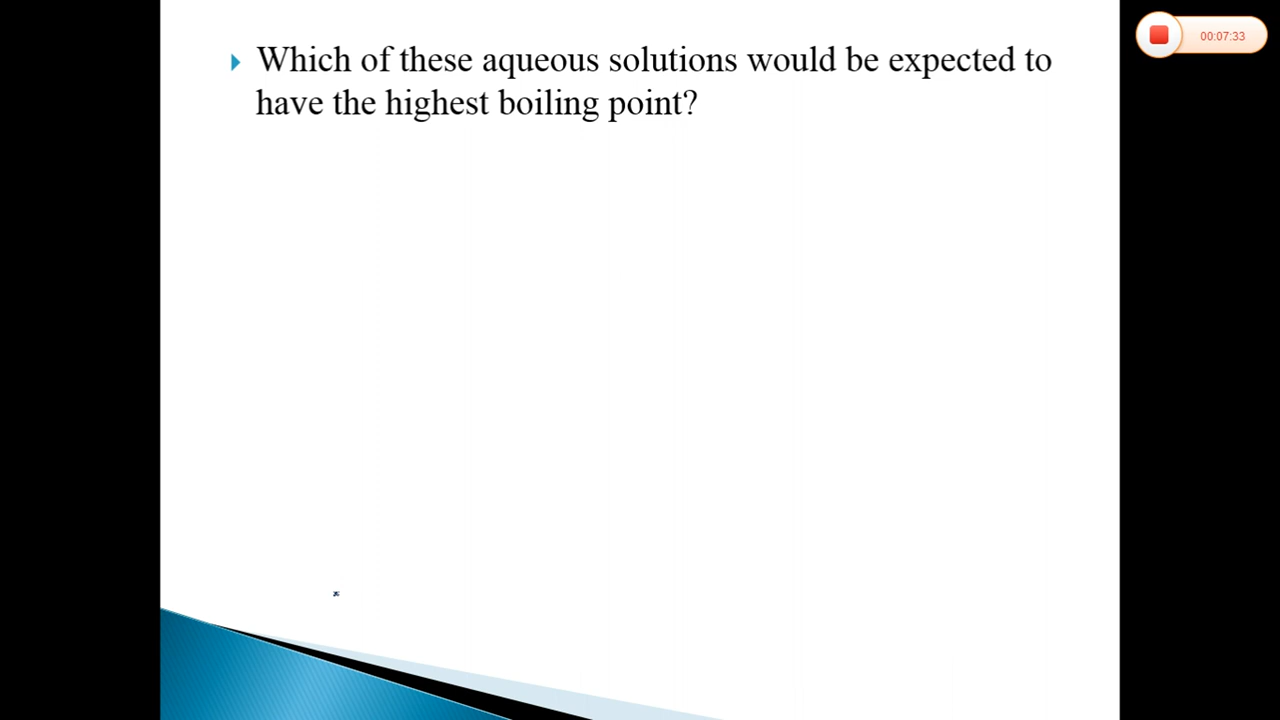 Which of these aqueous solutions would be expected to
have the highest boiling point?
00:07:33